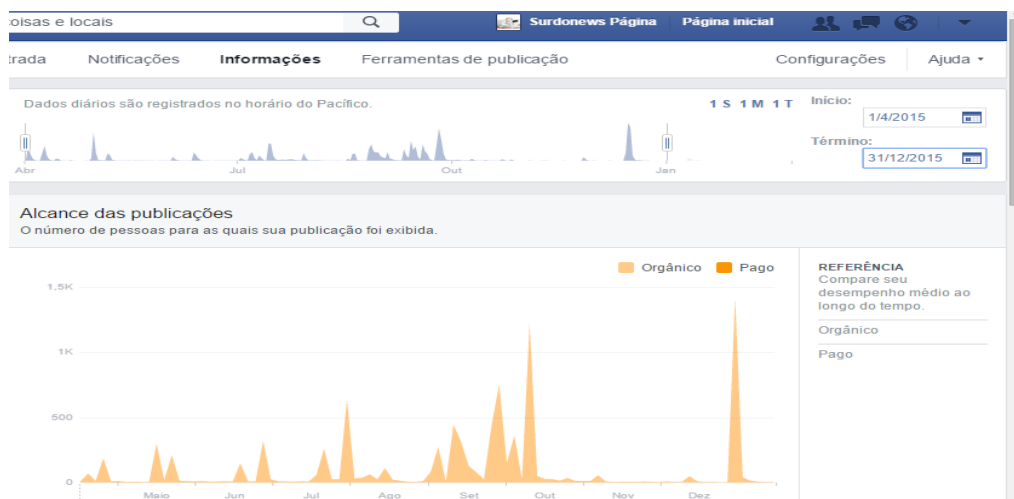 oisas e locais
Surdonews Página
Página inicial
trada
Notificações
Informações
Ferramentas de publicação
Configurações
Ajuda
Dados diários são registrados no horário do Pacífico.
1 S 1 M 1 T
Início:
1/4/2015
Término:
31/12/2015
Abr
Jul
Out
Jan
Alcance das publicações
O número de pessoas para as quais sua publicação foi exibida.
Orgânico
Pago
1,5K
1K
500
0
Maio
Jun
Jul
Ago
Set
Out
Nov
Dez
REFERÊNCIA
Compare seu
desempenho médio ao
longo do tempo.
Orgânico
Pago